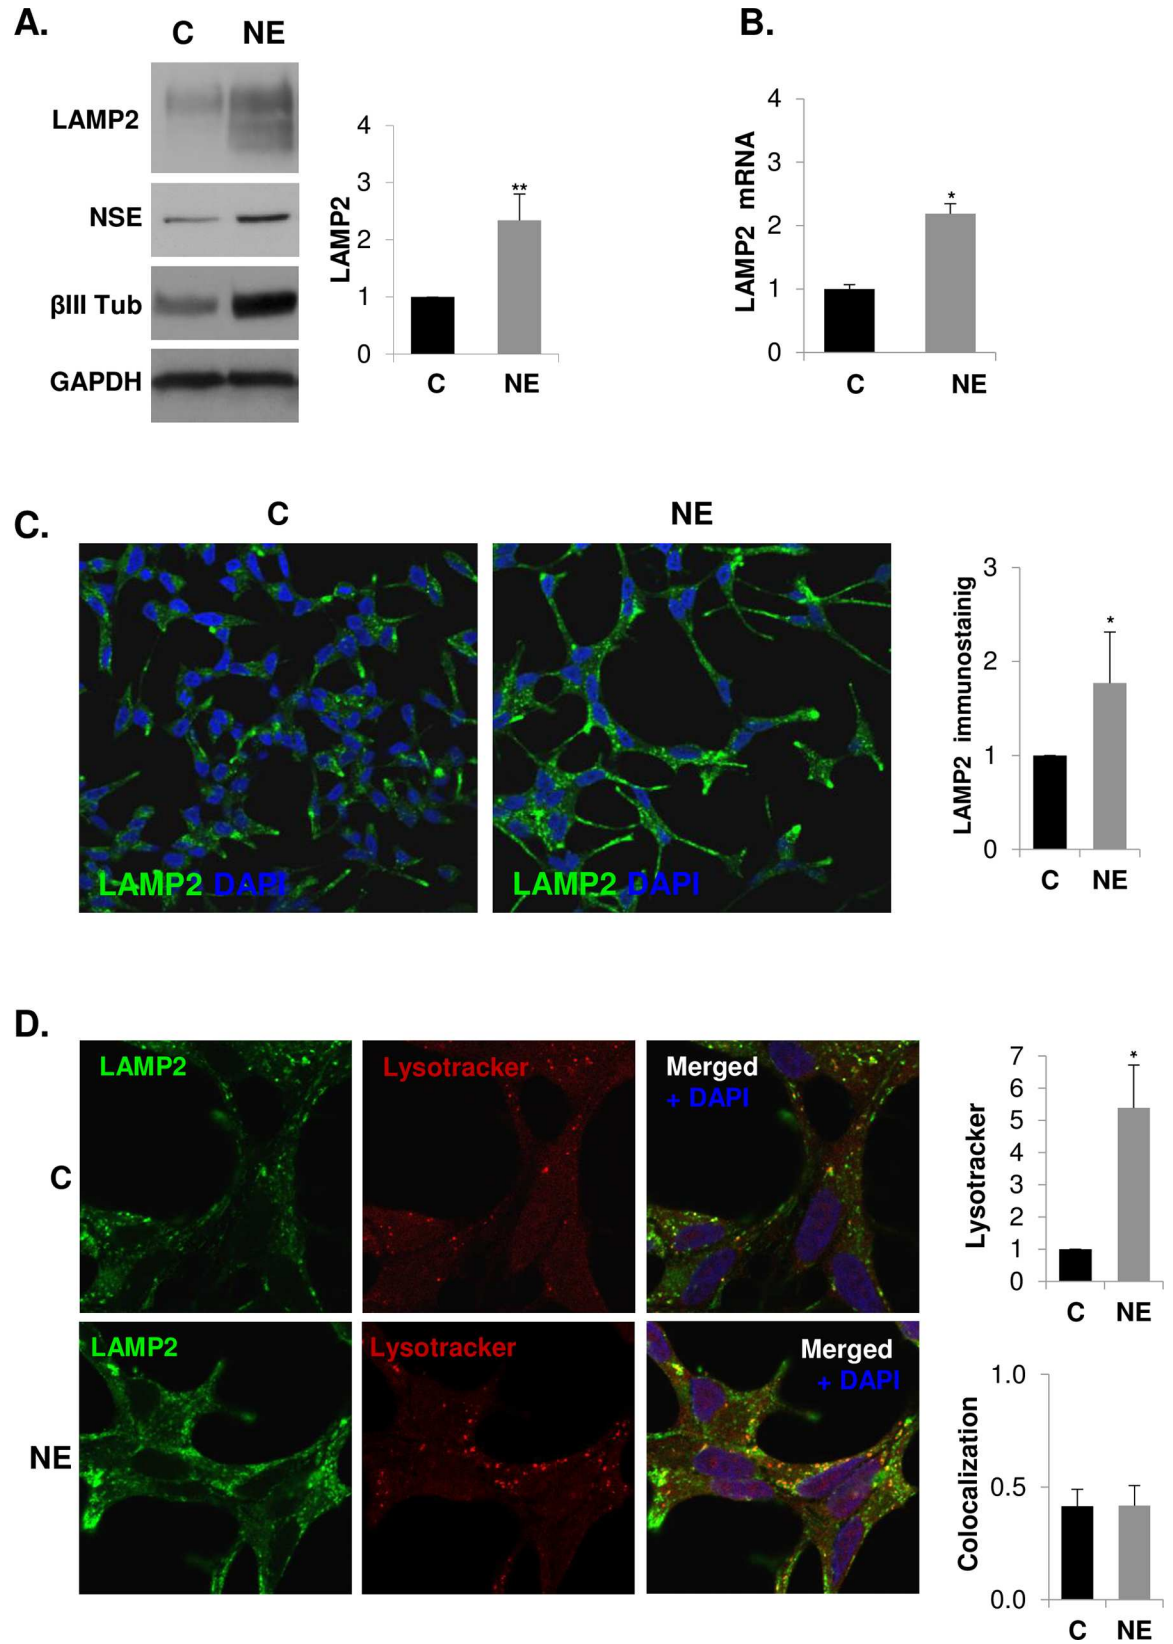 A.
C NE
LAMP2
NSE
βIII Tub
GAPDH
LAMP2
4
3
2
1
0
C NE
**
B.
LAMP2 mRNA
4
3
2
1
0
C NE
*
C.
C NE
LAMP2 DAPI
LAMP2 DAPI
LAMP2 immunostainig
3
2
1
0
C NE
*
D.
C
LAMP2
Lysotracker
Merged
+ DAPI
NE
LAMP2
Lysotracker
Merged
+ DAPI
Lysotracker
7
6
5
4
3
2
1
0
C NE
*
Colocalization
1.0
0.5
0.0
C NE